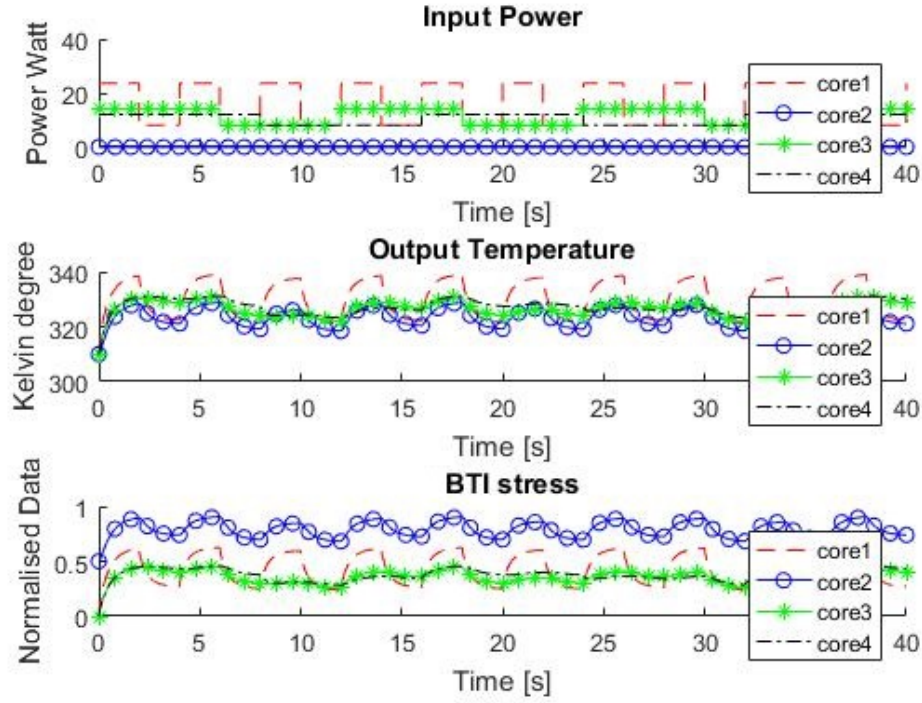 Input Power
Power Watt
40
20
0
0 5 10 15 20 25 30 40
Time [s]
core1
core2
core3
core4
Output Temperature
Kelvin degree
340
320
300
0 5 10 15 20 25 30 40
Time [s]
core1
core2
core3
core4
BTI stress
Normalised Data
1
0.5
0
0 5 10 15 20 25 30 40
Time [s]
core1
core2
core3
core4